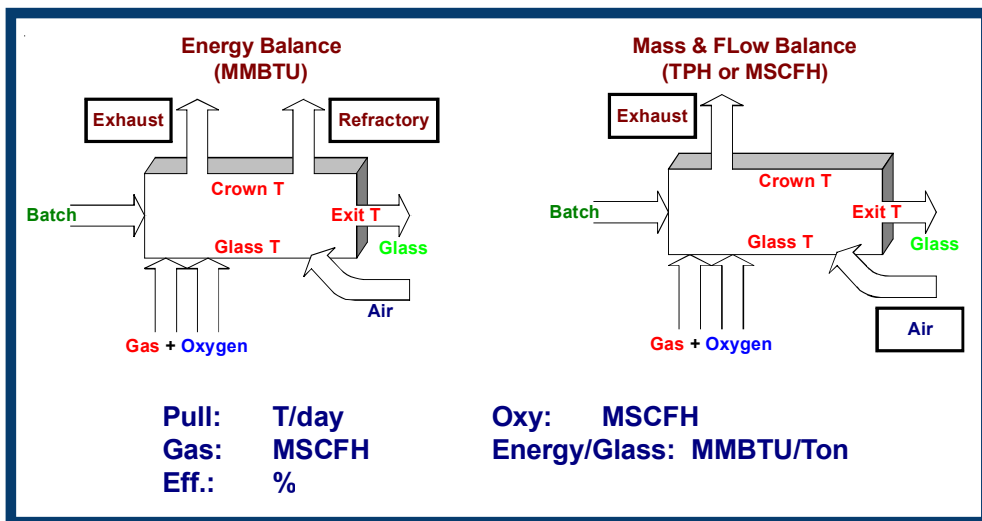 Energy Balance
(MMBTU)
Exhaust
Refractory
Crown T
Batch
Exit T
Glass T
Glass
Air
Gas + Oxygen
Mass & FLow Balance
(TPH or MSCFH)
Exhaust
Crown T
Batch
Exit T
Glass T
Glass
Air
Gas + Oxygen
Pull: T/day
Gas: MSCFH
Eff.: %
Oxy: MSCFH
Energy/Glass: MMBTU/Ton